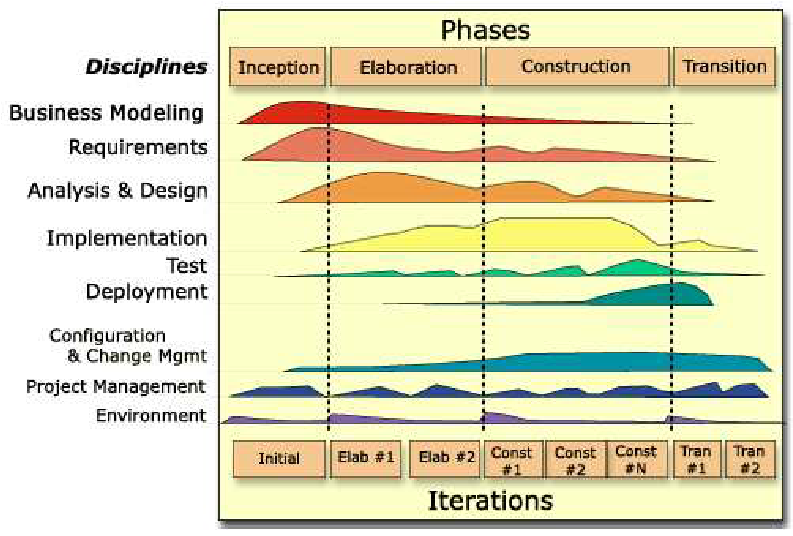 Phases
Disciplines
Inception
Elaboration
Construction
Transition
Business Modeling
Requirements
Analysis & Design
Implementation
Test
Deployment
Configuration
& Change Mgmt
Project Management
Environment
Initial
Elab #1
Elab #2
Const
#1
Const
#2
Const
#N
Tran
#1
Tran
#2
Iterations